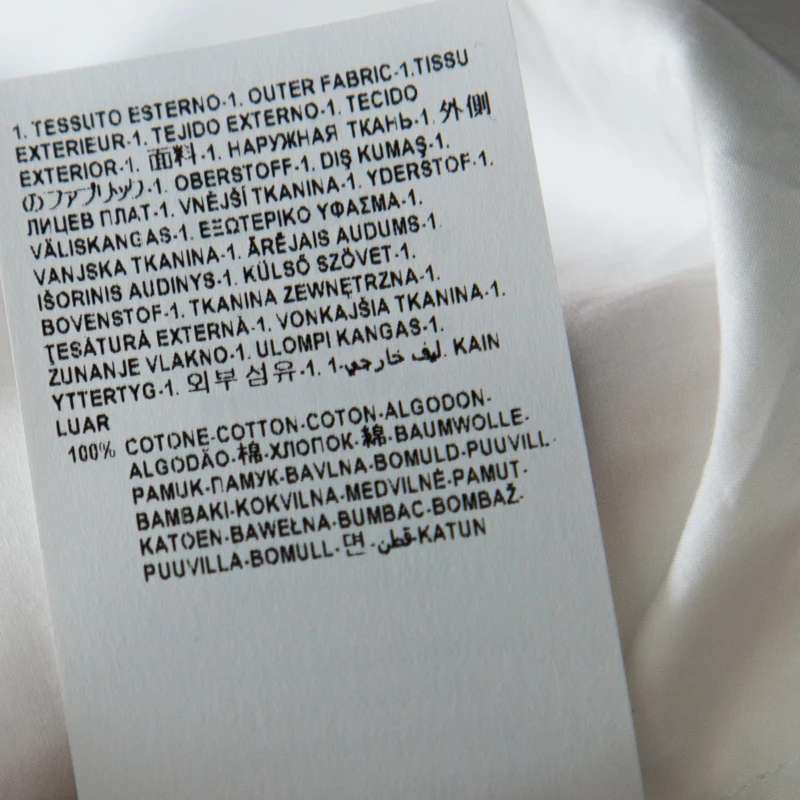 1. TESSUTO ESTERNO-1. OUTER FABRIC-1.TISSU
EXTERIEUR-1. TEJIDO EXTERNO-1. TECIDO
EXTERIOR-1. 面料-1. НАРУЖНАЯ ТКАНЬ-1. 外側
のファブリック-1. OBERSTOFF-1. DIŞ KUMAŞ-1.
ЛИЦЕВ ПЛАТ-1. VNĚJŠÍ TKANINA-1. YDERSTOF-1.
VÄLISKANGAS-1. ΕΞΩΤΕΡΙΚΟ ΥΦΑΣΜΑ-1.
VANJSKA TKANINA-1. ĀRĒJAIS AUDUMS-1.
IŠORINIS AUDINYS-1. KÜLSŐ SZÖVET-1.
BOVENSTOF-1. TKANINA ZEWNĘTRZNA-1.
ŢESĂTURĂ EXTERNĂ-1. VONKAJŠIA TKANINA-1.
ZUNANJE VLAKNO-1. ULOMPI KANGAS-1.
YTTERTYG-1. 외부 섬유-1. 1-ليف خارجي. KAIN
LUAR
100% COTONE-COTTON-COTON-ALGODON-
ALGODÃO-棉-ХЛОПОК-綿-BAUMWOLLE-
PAMUK-ПАМУК-BAVLNA-BOMULD-PUUVILL-
BAMBAKI-KOKVILNA-MEDVILNĖ-PAMUT-
KATOEN-BAWEŁNA-BUMBAC-BOMBAŽ-
PUUVILLA-BOMULL-면-قطن-KATUN